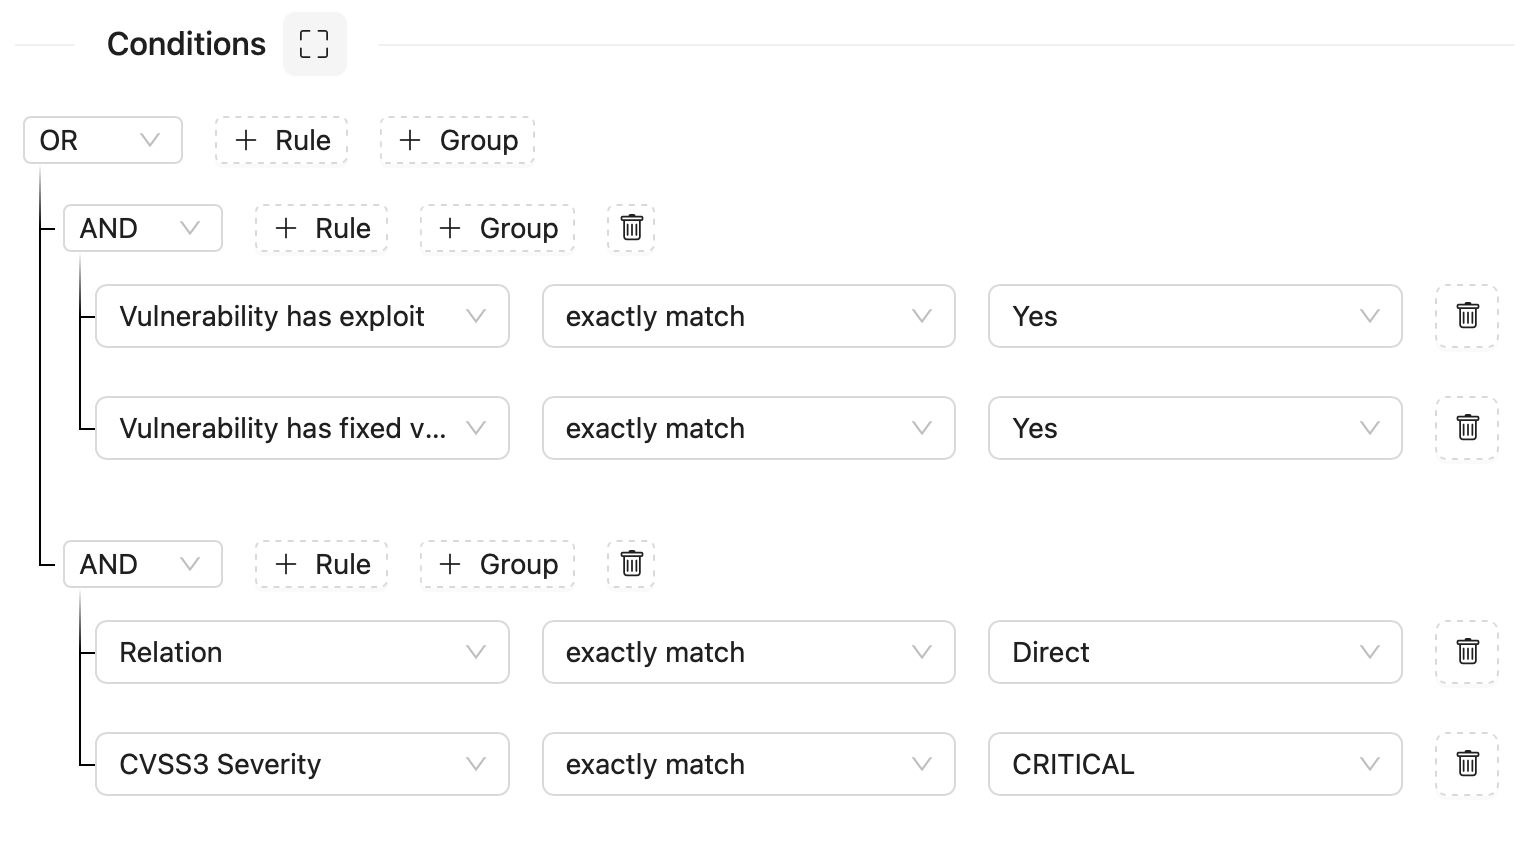 Conditions
OR + Rule + Group
AND + Rule + Group
Vulnerability has exploit exactly match Yes
Vulnerability has fixed v... exactly match Yes
AND + Rule + Group
Relation exactly match Direct
CVSS3 Severity exactly match CRITICAL